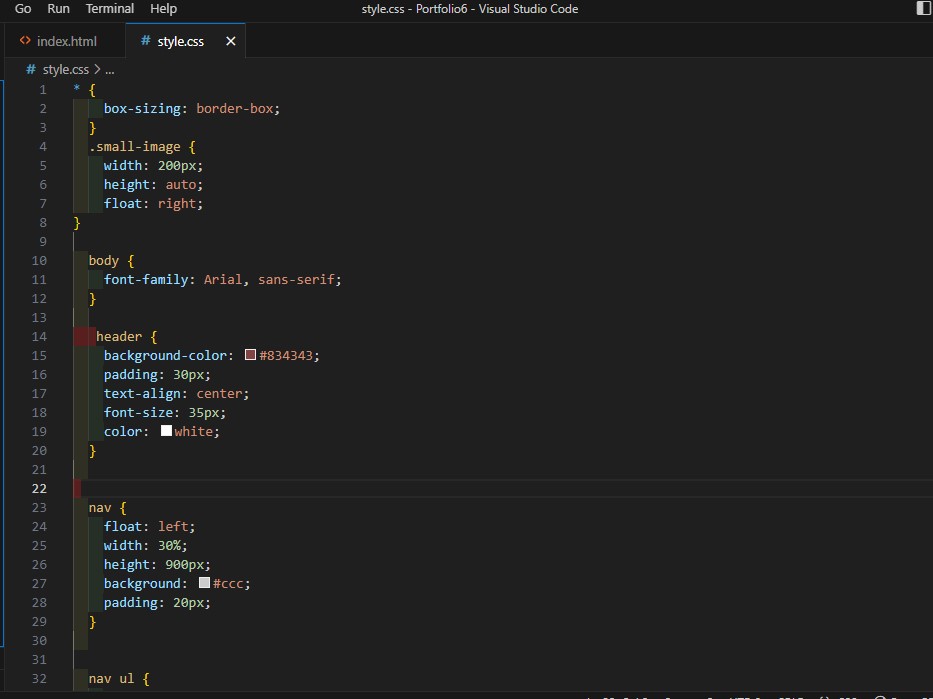 Go Run Terminal Help style.css - Portfolio6 - Visual Studio Code
<> index.html # style.css ×
# style.css > ...
1 * {
2 box-sizing: border-box;
3 }
4 .small-image {
5 width: 200px;
6 height: auto;
7 float: right;
8 }
9
10 body {
11 font-family: Arial, sans-serif;
12 }
13
14 header {
15 background-color: #834343;
16 padding: 30px;
17 text-align: center;
18 font-size: 35px;
19 color: white;
20 }
21
22
23 nav {
24 float: left;
25 width: 30%;
26 height: 900px;
27 background: #ccc;
28 padding: 20px;
29 }
30
31
32 nav ul {